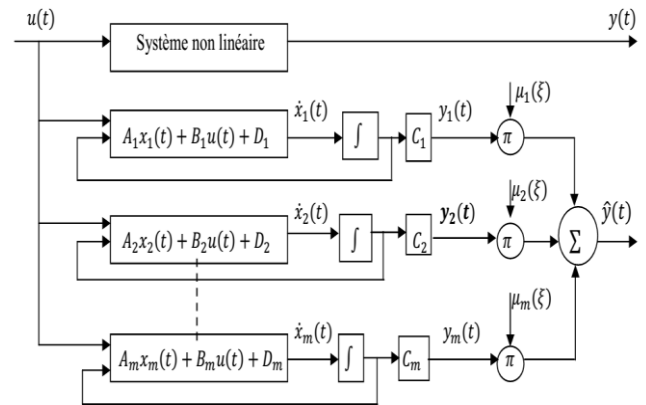 u(t) y(t)
Système non linéaire
A₁x₁(t) + B₁u(t) + D₁ ẋ₁(t) ∫ C₁ y₁(t) π μ₁(ξ)
A₂x₂(t) + B₂u(t) + D₂ ẋ₂(t) ∫ C₂ y₂(t) π μ₂(ξ) Σ ŷ(t)
Aₘxₘ(t) + Bₘu(t) + Dₘ ẋₘ(t) ∫ Cₘ yₘ(t) π μₘ(ξ)